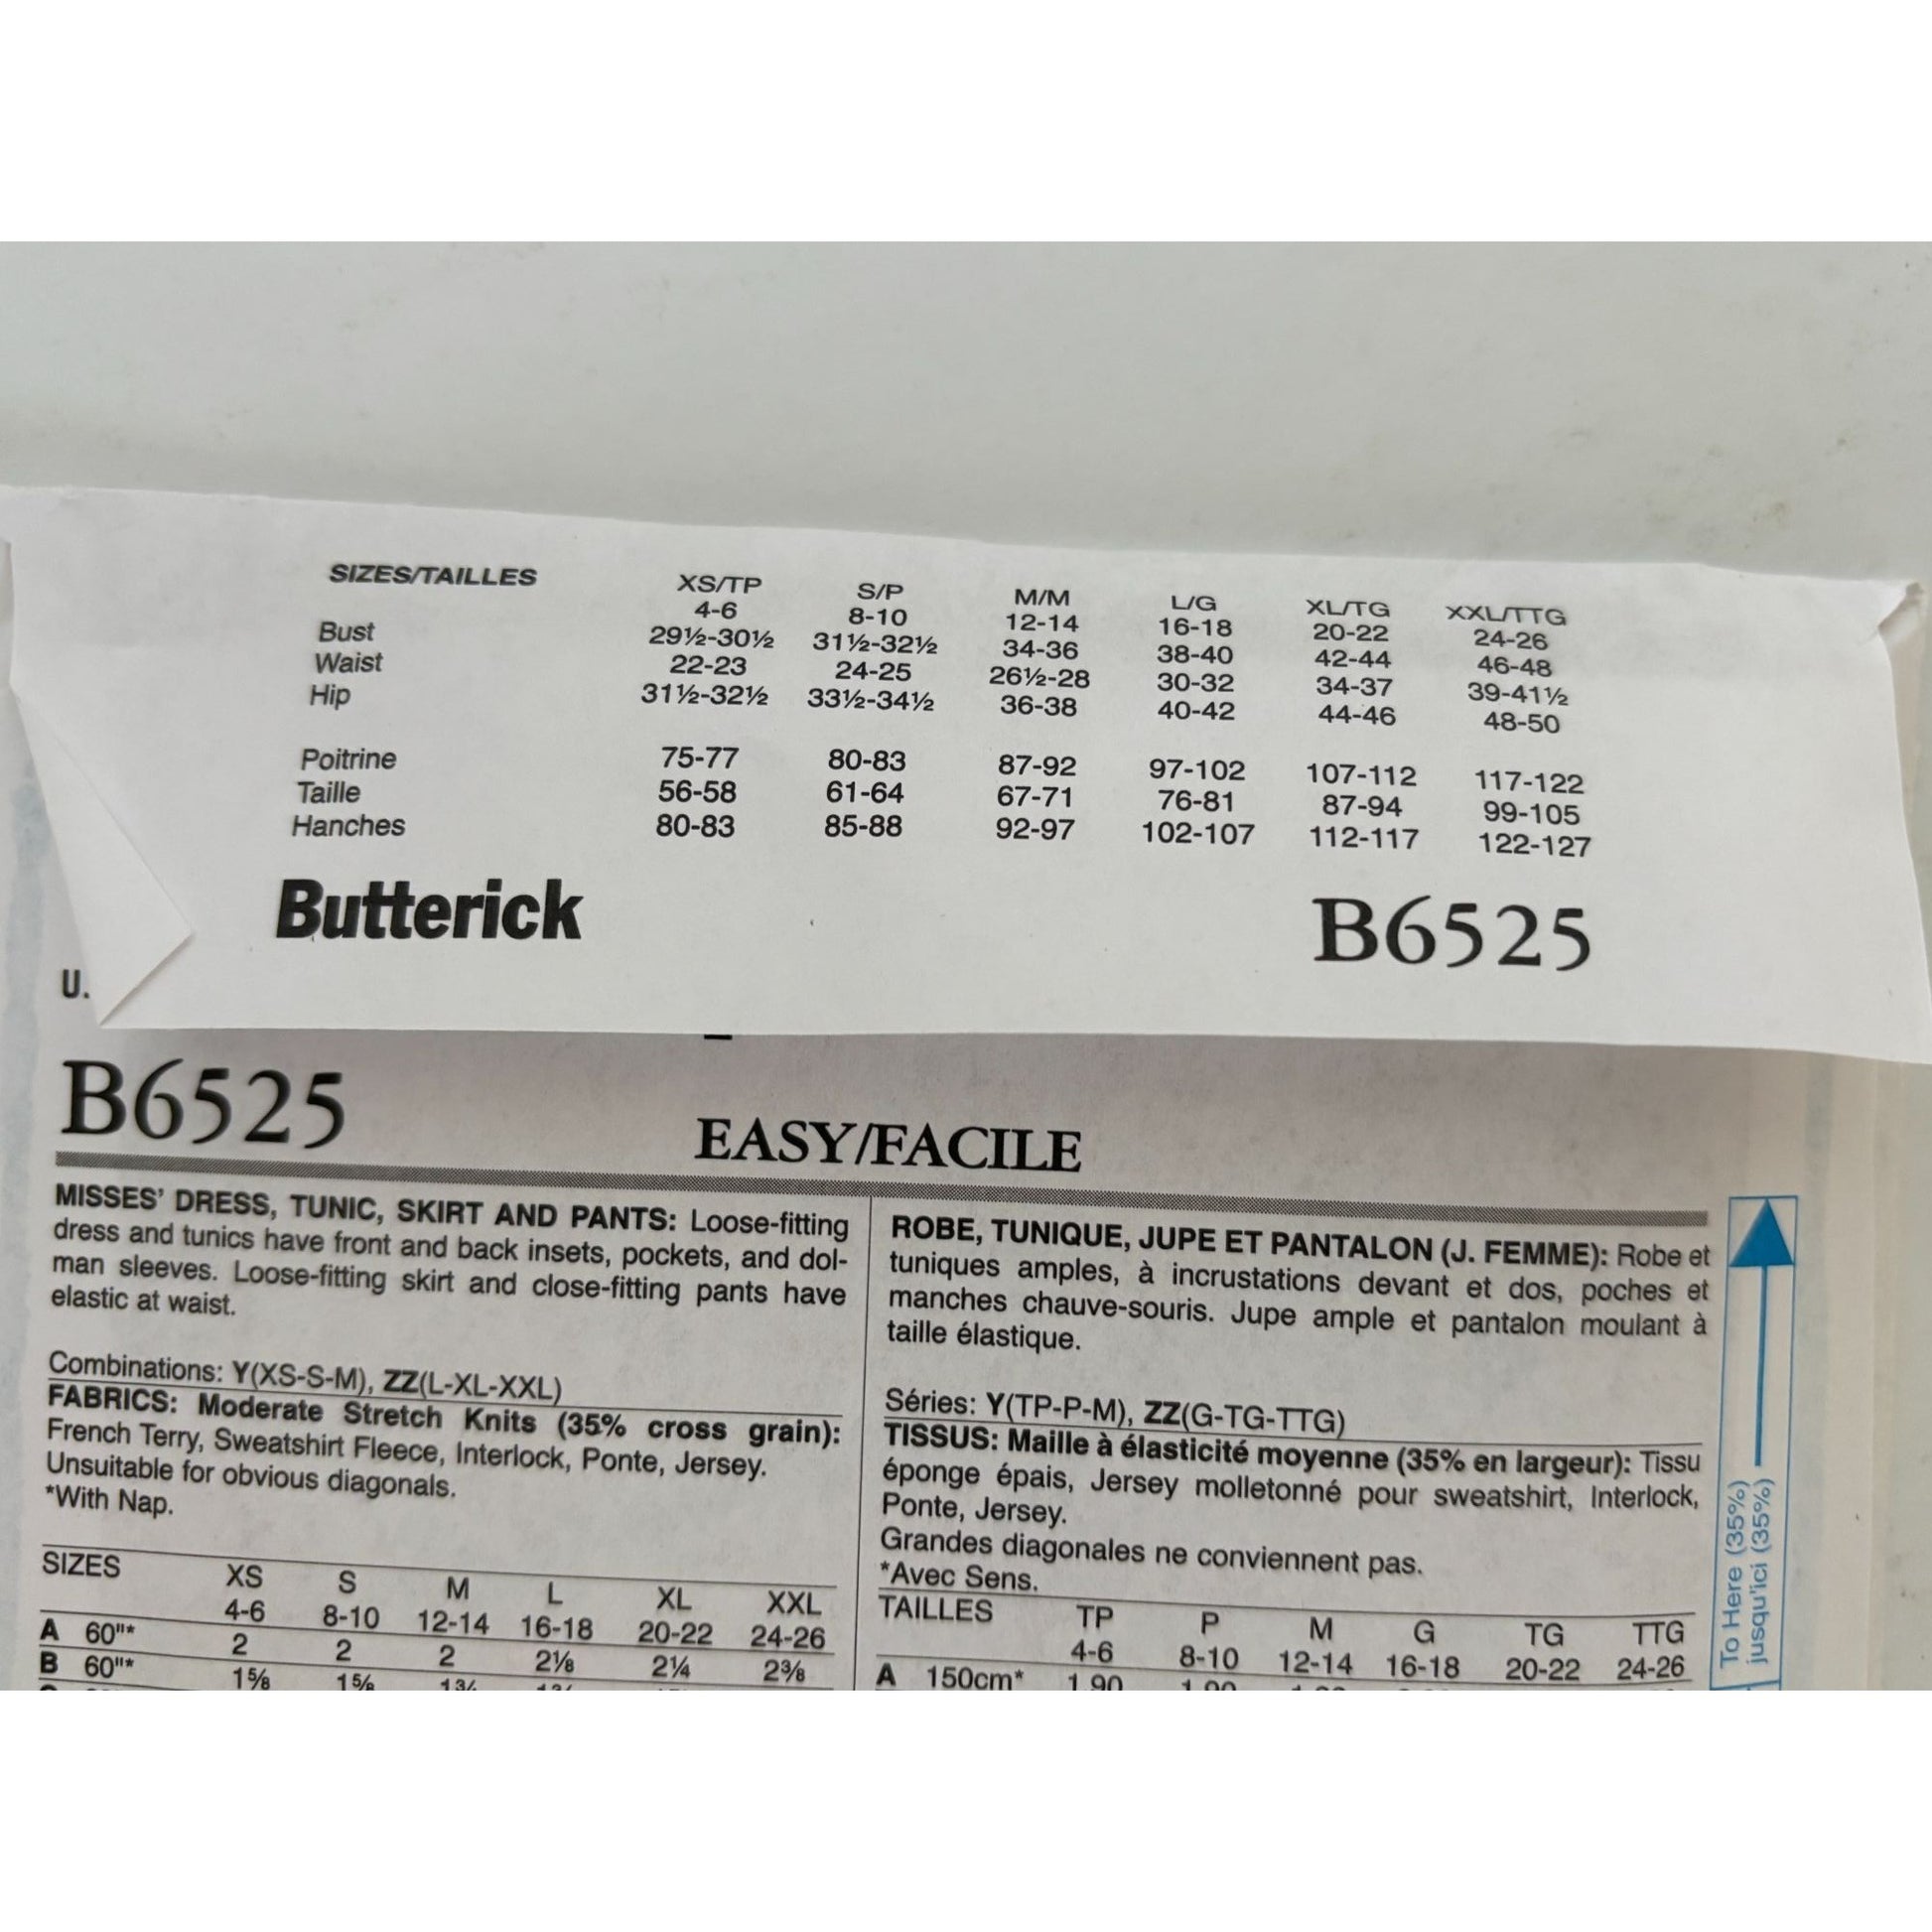 SIZES/TAILLES XS/TP S/P M/M L/G XL/TG XXL/TTG
4-6 8-10 12-14 16-18 20-22 24-26
Bust 29½-30½ 31½-32½ 34-36 38-40 42-44 46-48
Waist 22-23 24-25 26½-28 30-32 34-37 39-41½
Hip 31½-32½ 33½-34½ 36-38 40-42 44-46 48-50
Poitrine 75-77 80-83 87-92 97-102 107-112 117-122
Taille 56-58 61-64 67-71 76-81 87-94 99-105
Hanches 80-83 85-88 92-97 102-107 112-117 122-127
Butterick B6525
U.
B6525 EASY/FACILE
MISSES' DRESS, TUNIC, SKIRT AND PANTS: Loose-fitting
dress and tunics have front and back insets, pockets, and dol-
man sleeves. Loose-fitting skirt and close-fitting pants have
elastic at waist.
Combinations: Y(XS-S-M), ZZ(L-XL-XXL)
FABRICS: Moderate Stretch Knits (35% cross grain):
French Terry, Sweatshirt Fleece, Interlock, Ponte, Jersey.
Unsuitable for obvious diagonals.
*With Nap.
SIZES XS S M L XL XXL
4-6 8-10 12-14 16-18 20-22 24-26
A 60"* 2 2 2 2⅛ 2¼ 2⅜
B 60"* 1⅝ 1⅝ 1¾
ROBE, TUNIQUE, JUPE ET PANTALON (J. FEMME): Robe et
tuniques amples, à incrustations devant et dos, poches et
manches chauve-souris. Jupe ample et pantalon moulant à
taille élastique.
Séries: Y(TP-P-M), ZZ(G-TG-TTG)
TISSUS: Maille à élasticité moyenne (35% en largeur): Tissu
éponge épais, Jersey molletonné pour sweatshirt, Interlock,
Ponte, Jersey.
Grandes diagonales ne conviennent pas.
*Avec Sens.
TAILLES TP P M G TG TTG
4-6 8-10 12-14 16-18 20-22 24-26
A 150cm* 1.90 1.90
To Here (35%)
jusqu'ici (35%)